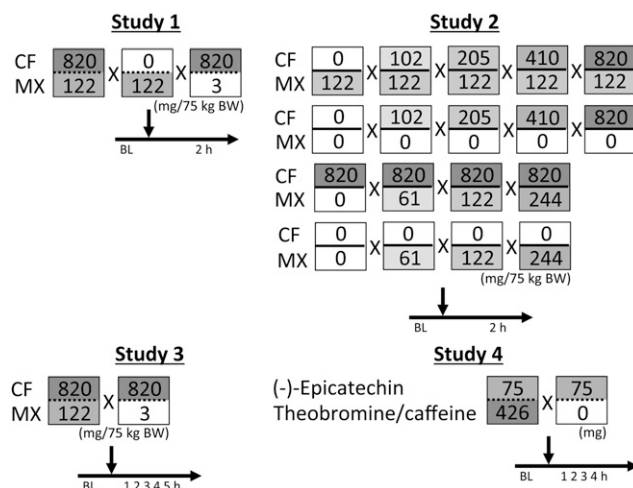 Study 1
CF 820 X 0 X 820
MX 122 122 3
(mg/75 kg BW)
BL 2 h
Study 2
CF 0 X 102 X 205 X 410 X 820
MX 122 122 122 122 122
CF 0 X 102 X 205 X 410 X 820
MX 0 0 0 0 0
CF 820 X 820 X 820 X 820
MX 0 61 122 244
CF 0 X 0 X 0 X 0
MX 0 61 122 244
(mg/75 kg BW)
BL 2 h
Study 3
CF 820 X 820
MX 122 3
(mg/75 kg BW)
BL 1 2 3 4 5 h
Study 4
(-)-Epicatechin 75 X 75
Theobromine/caffeine 426 0
(mg)
BL 1 2 3 4 h